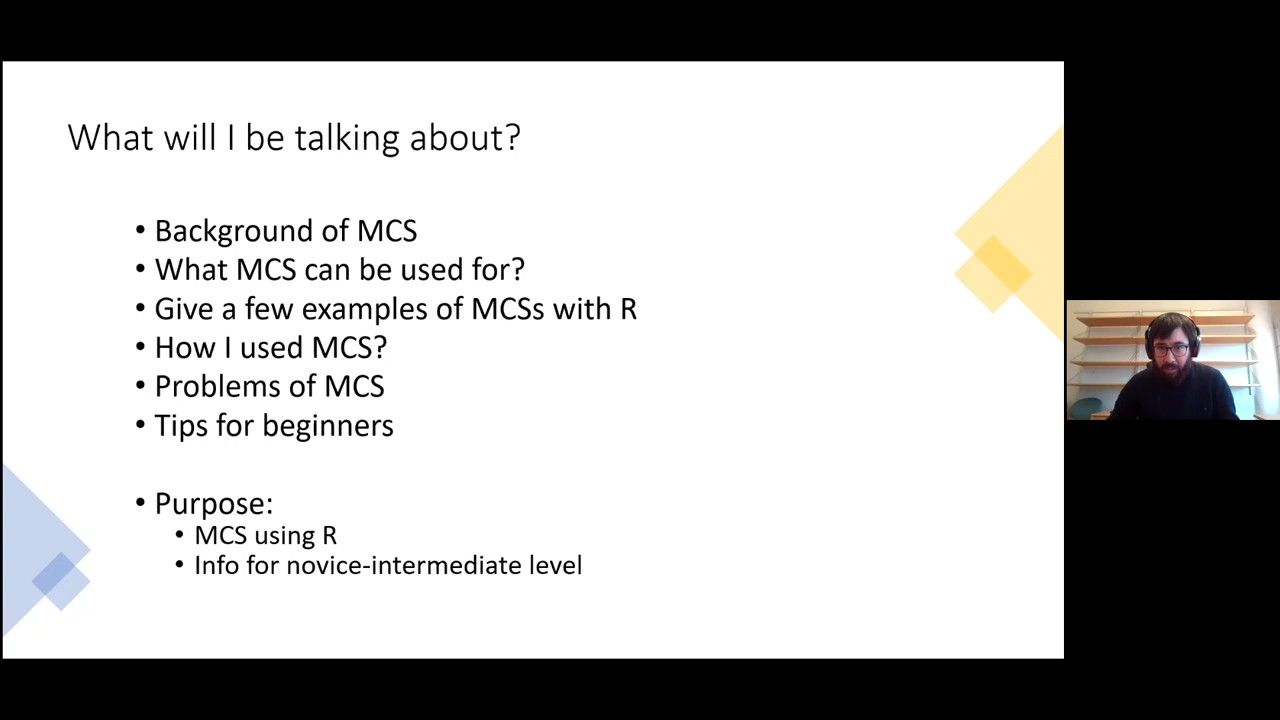 What will I be talking about?
• Background of MCS
• What MCS can be used for?
• Give a few examples of MCSs with R
• How I used MCS?
• Problems of MCS
• Tips for beginners
• Purpose:
• MCS using R
• Info for novice-intermediate level